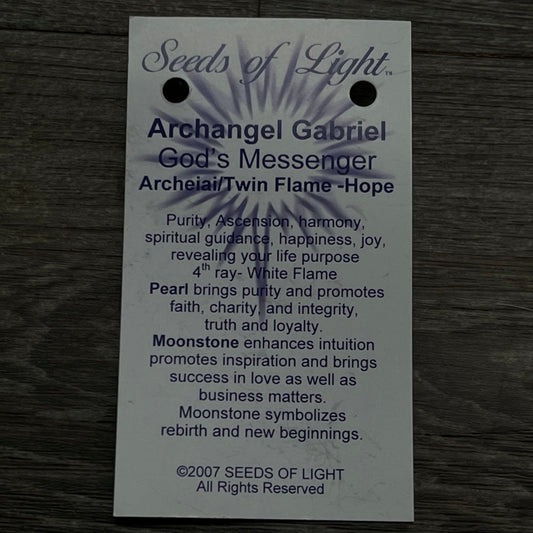 Seeds of Light™
Archangel Gabriel
God's Messenger
Archeiai/Twin Flame -Hope
Purity, Ascension, harmony,
spiritual guidance, happiness, joy,
revealing your life purpose
4th ray- White Flame
Pearl brings purity and promotes
faith, charity, and integrity,
truth and loyalty.
Moonstone enhances intuition
promotes inspiration and brings
success in love as well as
business matters.
Moonstone symbolizes
rebirth and new beginnings.
©2007 SEEDS OF LIGHT
All Rights Reserved